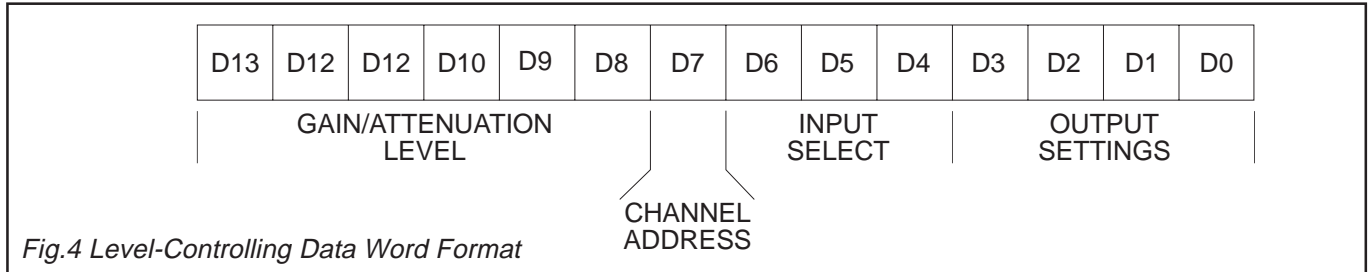 D13 D12 D12 D10 D9 D8 D7 D6 D5 D4 D3 D2 D1 D0
GAIN/ATTENUATION
LEVEL
INPUT
SELECT
OUTPUT
SETTINGS
CHANNEL
ADDRESS
Fig.4 Level-Controlling Data Word Format